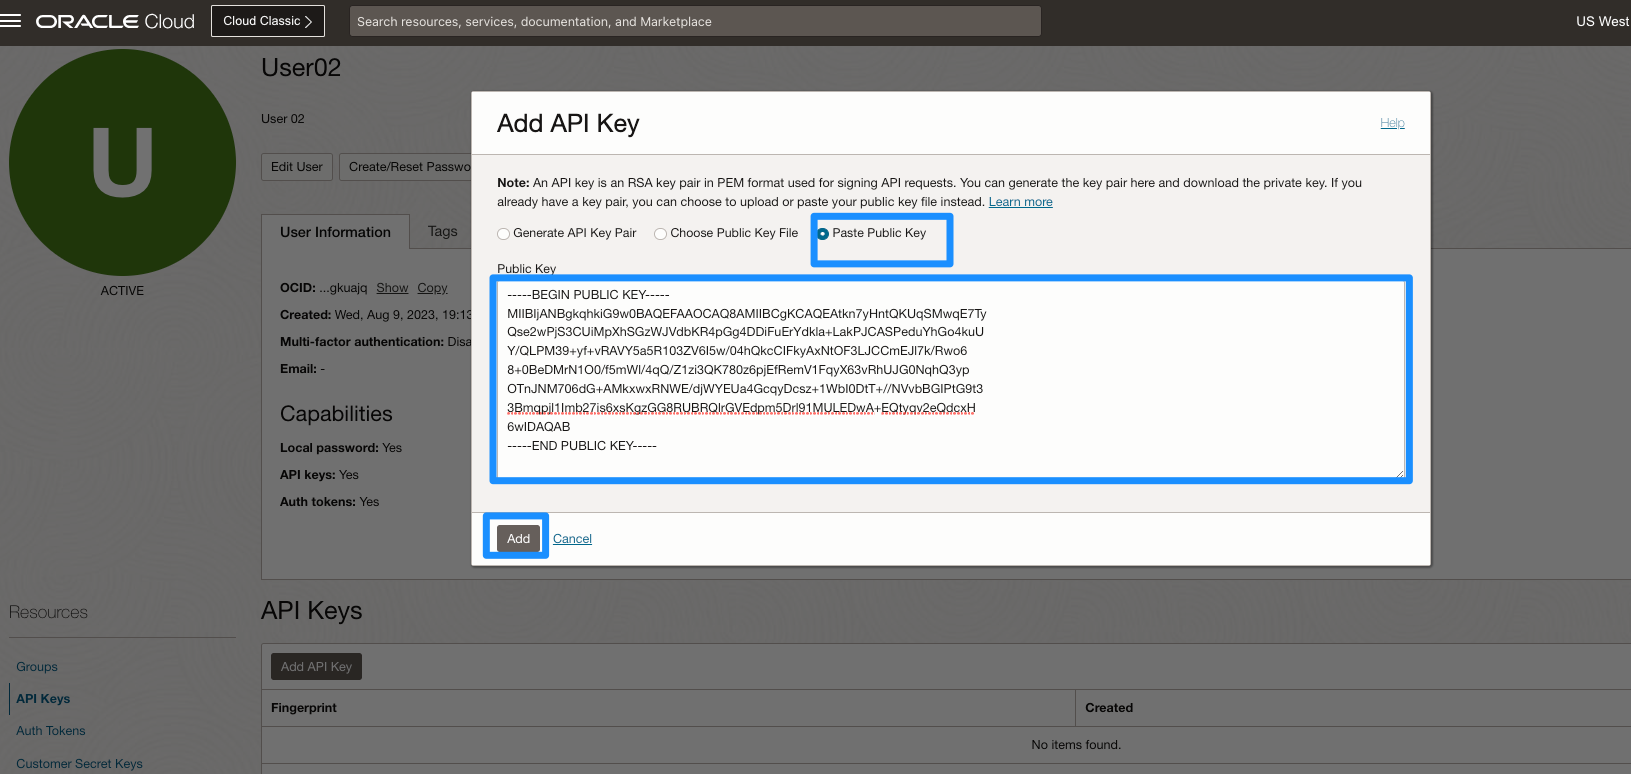 ORACLE Cloud
Cloud Classic
Search resources, services, documentation, and Marketplace
US West
U
ACTIVE
User02
User 02
Edit User
Create/Reset Passwo
User Information
Tags
OCID: ...gkuajq Show Copy
Created: Wed, Aug 9, 2023, 19:13
Multi-factor authentication: Disa
Email: -
Capabilities
Local password: Yes
API keys: Yes
Auth tokens: Yes
Add API Key
Help
Note: An API key is an RSA key pair in PEM format used for signing API requests. You can generate the key pair here and download the private key. If you
already have a key pair, you can choose to upload or paste your public key file instead. Learn more
Generate API Key Pair
Choose Public Key File
Paste Public Key
Public Key
-----BEGIN PUBLIC KEY-----
MIIBIjANBgkqhkiG9w0BAQEFAAOCAQ8AMIIBCgKCAQEAtkn7yHntQKUqSMwqE7Ty
Qse2wPjS3CUiMpXhSGzWJVdbKR4pGg4DDiFuErYdkla+LakPJCASPeduYhGo4kuU
Y/QLPM39+yf+vRAVY5a5R103ZV6I5w/04hQkcCIFkyAxNtOF3LJCCmEJl7k/Rwo6
8+0BeDMrN1O0/f5mWl/4qQ/Z1zi3QK780z6pjEfRemV1FqyX63vRhUJG0NqhQ3yp
OTnJNM706dG+AMkxwxRNWE/djWYEUa4GcqyDcsz+1WbI0DtT+//NVvbBGIPtG9t3
3Bmqpjl1Imb27is6xsKgzGG8RUBRQlrGVEdpm5Drl91MULEDwA+EQtyqv2eQdcxH
6wIDAQAB
-----END PUBLIC KEY-----
Add
Cancel
Resources
Groups
API Keys
Auth Tokens
Customer Secret Keys
API Keys
Add API Key
Fingerprint
Created
No items found.